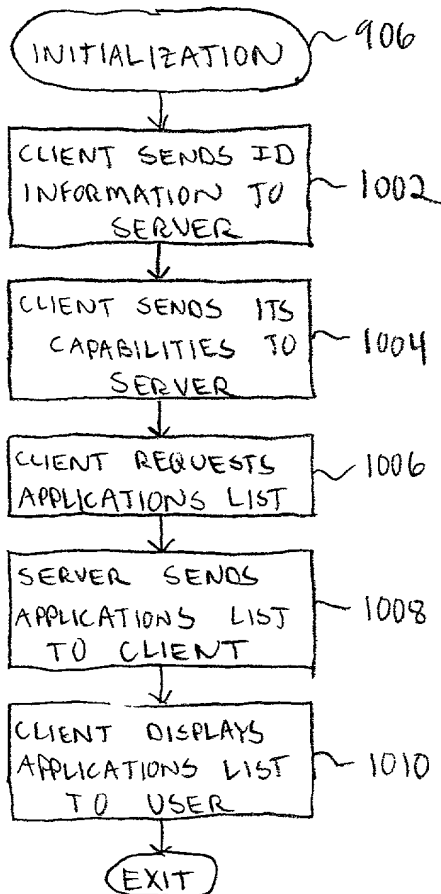 INITIALIZATION
906
CLIENT SENDS ID
INFORMATION TO
SERVER
1002
CLIENT SENDS ITS
CAPABILITIES TO
SERVER
1004
CLIENT REQUESTS
APPLICATIONS LIST
1006
SERVER SENDS
APPLICATIONS LIST
TO CLIENT
1008
CLIENT DISPLAYS
APPLICATIONS LIST
TO USER
1010
EXIT